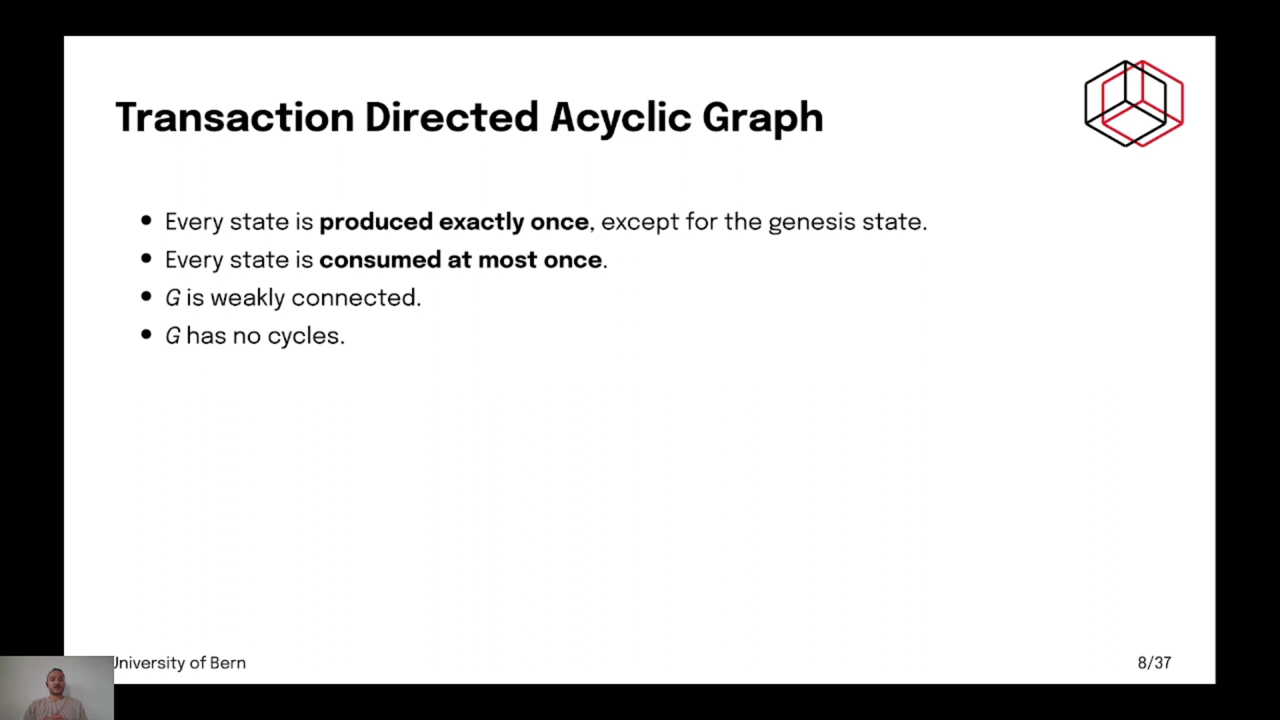 Transaction Directed Acyclic Graph
• Every state is produced exactly once, except for the genesis state.
• Every state is consumed at most once.
• G is weakly connected.
• G has no cycles.
University of Bern
8/37